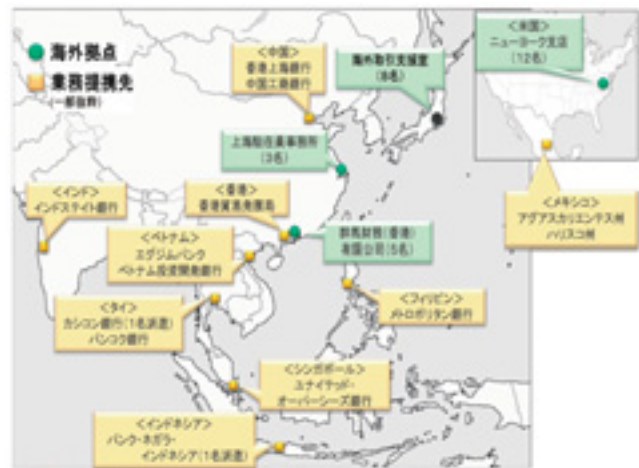 海外拠点
業務提携先
(一部抜粋)
<中国>
香港上海銀行
中国工商銀行
海外取引支援室
(8名)
<米国>
ニューヨーク支店
(12名)
上海駐在員事務所
(3名)
<インド>
インドステイト銀行
<香港>
香港貿易発展局
<メキシコ>
アグアスカリエンテス州
ハリスコ州
<ベトナム>
エグジムバンク
ベトナム投資開発銀行
群馬財務(香港)
有限公司(5名)
<タイ>
カシコン銀行(1名派遣)
バンコク銀行
<フィリピン>
メトロポリタン銀行
<シンガポール>
ユナイテッド・
オーバーシーズ銀行
<インドネシア>
バンク・ネガラ・
インドネシア(1名派遣)